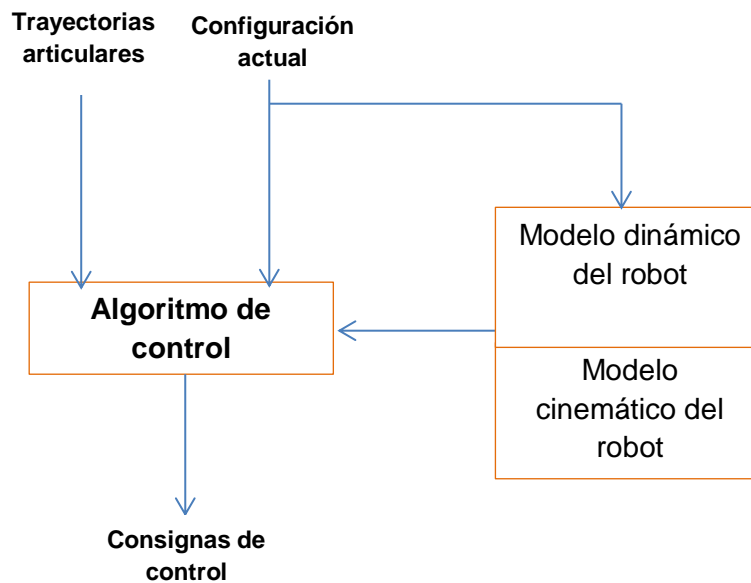 Trayectorias
articulares
Configuración
actual
Modelo dinámico
del robot
Algoritmo de
control
Modelo
cinemático del
robot
Consignas de
control